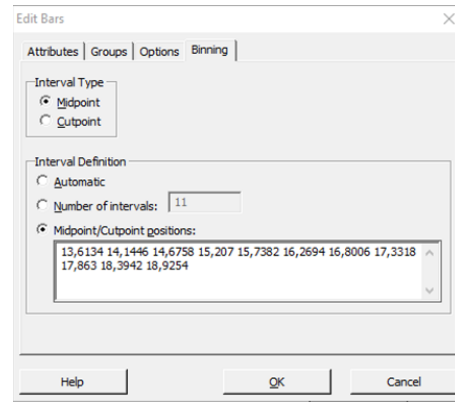 Edit Bars
Attributes Groups Options Binning
Interval Type
Midpoint
Cutpoint
Interval Definition
Automatic
Number of intervals: 11
Midpoint/Cutpoint positions:
13,6134 14,1446 14,6758 15,207 15,7382 16,2694 16,8006 17,3318
17,863 18,3942 18,9254
Help OK Cancel